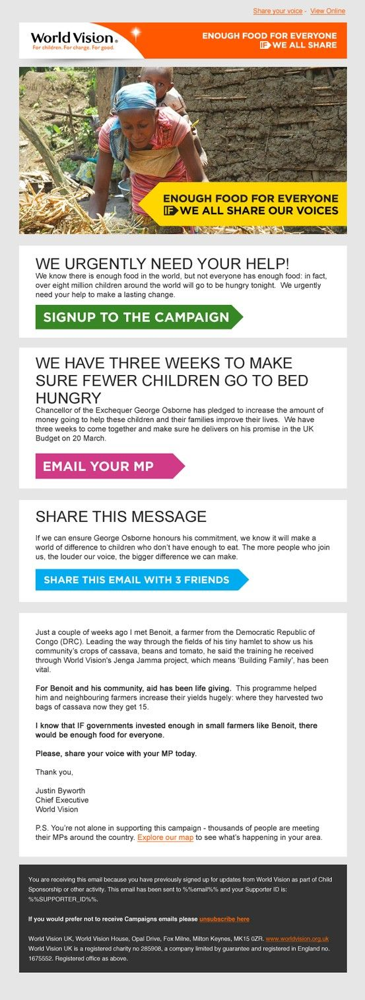 Share your voice - View Online
World Vision®
For children. For change. For good.
ENOUGH FOOD FOR EVERYONE
IF WE ALL SHARE
ENOUGH FOOD FOR EVERYONE
IF WE ALL SHARE OUR VOICES
WE URGENTLY NEED YOUR HELP!
We know there is enough food in the world, but not everyone has enough food: in fact,
over eight million children around the world will go to be hungry tonight.  We urgently
need your help to make a lasting change.
SIGNUP TO THE CAMPAIGN
WE HAVE THREE WEEKS TO MAKE
SURE FEWER CHILDREN GO TO BED
HUNGRY
Chancellor of the Exchequer George Osborne has pledged to increase the amount of
money going to help these children and their families improve their lives.  We have
three weeks to come together and make sure he delivers on his promise in the UK
Budget on 20 March.
EMAIL YOUR MP
SHARE THIS MESSAGE
If we can ensure George Osborne honours his commitment, we know it will make a
world of difference to children who don't have enough to eat. The more people who join
us, the louder our voice, the bigger difference we can make.
SHARE THIS EMAIL WITH 3 FRIENDS
Just a couple of weeks ago I met Benoit, a farmer from the Democratic Republic of
Congo (DRC). Leading the way through the fields of his tiny hamlet to show us his
community's crops of cassava, beans and tomato, he said the training he received
through World Vision's Jenga Jamma project, which means 'Building Family', has been
vital.
For Benoit and his community, aid has been life giving.  This programme helped
him and neighbouring farmers increase their yields hugely: where they harvested two
bags of cassava now they get 15.
I know that IF governments invested enough in small farmers like Benoit, there
would be enough food for everyone.
Please, share your voice with your MP today.
Thank you,
Justin Byworth
Chief Executive
World Vision
P.S. You're not alone in supporting this campaign - thousands of people are meeting
their MPs around the country. Explore our map to see what's happening in your area.
You are receiving this email because you have previously signed up for updates from World Vision as part of Child
Sponsorship or other activity. This email has been sent to %%email%% and your Supporter ID is:
%%SUPPORTER_ID%%.
If you would prefer not to receive Campaigns emails please unsubscribe here
World Vision UK, World Vision House, Opal Drive, Fox Milne, Milton Keynes, MK15 0ZR. www.worldvision.org.uk
World Vision UK is a registered charity no 285908, a company limited by guarantee and registered in England no.
1675552. Registered office as above.